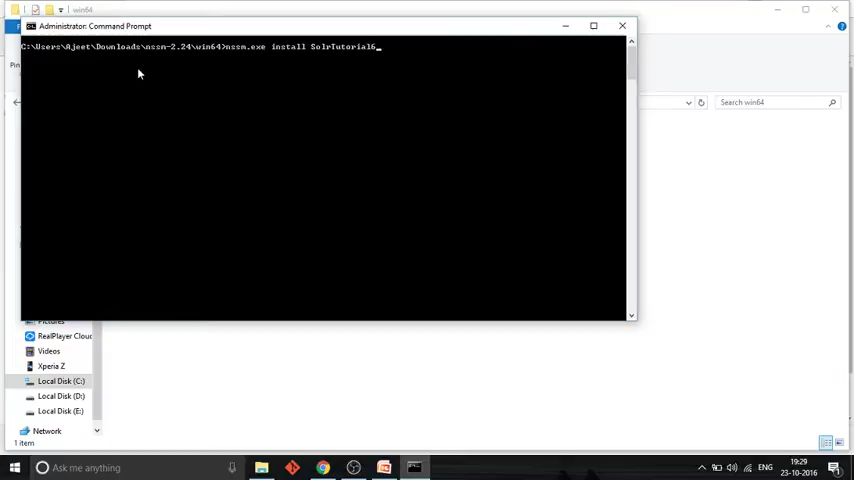 win64
Administrator: Command Prompt
C:\Users\Ajeet\Downloads\nssm-2.24\win64>nssm.exe install SolrTutorial6_
Pin
Search win64
Pictures
RealPlayer Cloud
Videos
Xperia Z
Local Disk (C:)
Local Disk (D:)
Local Disk (E:)
Network
1 item
Ask me anything
ENG
19:29
23-10-2016